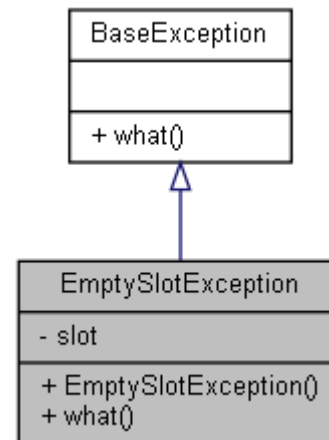 BaseException
+ what()
EmptySlotException
- slot
+ EmptySlotException()
+ what()